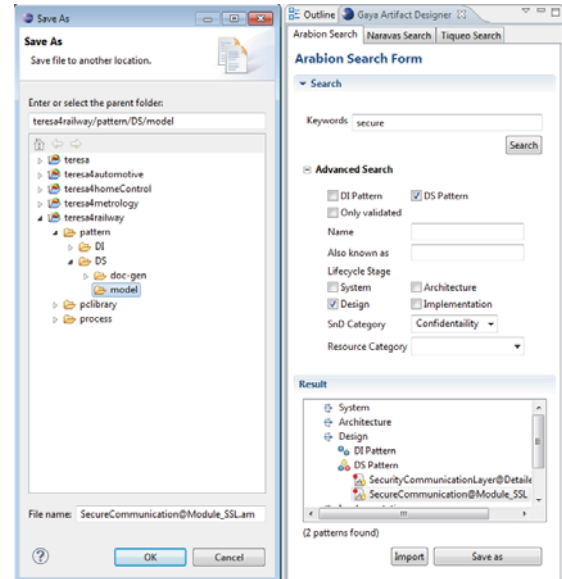 Save As
Save As
Save file to another location.
Enter or select the parent folder:
teresa4railway/pattern/DS/model
teresa
teresa4automotive
teresa4homeControl
teresa4metrology
teresa4railway
pattern
DI
DS
doc-gen
model
pclibrary
process
File name: SecureCommunication@Module_SSL.am
OK Cancel
Outline Gaya Artifact Designer
Arabion Search Naravas Search Tiqueo Search
Arabion Search Form
Search
Keywords secure
Search
Advanced Search
DI Pattern DS Pattern
Only validated
Name
Also known as
Lifecycle Stage
System Architecture
Design Implementation
SnD Category Confidentaility
Resource Category
Result
System
Architecture
Design
DI Pattern
DS Pattern
SecurityCommunicationLayer@Detaile
SecureCommunication@Module_SSL
(2 patterns found)
Import Save as